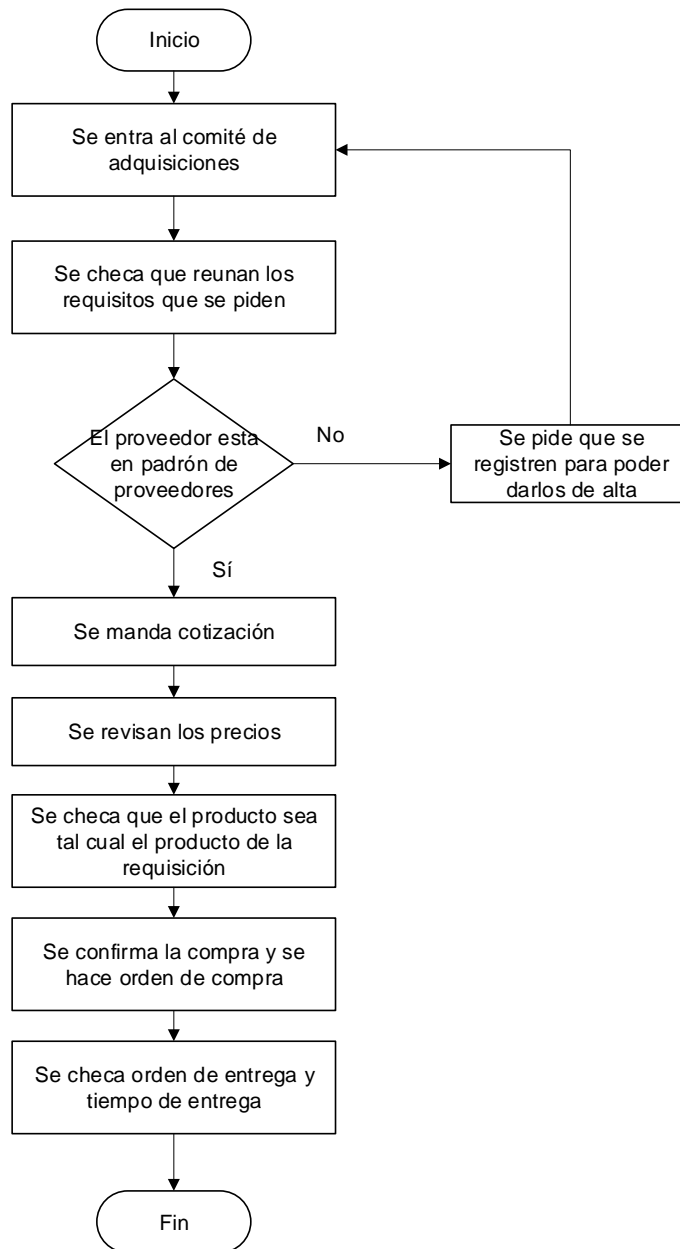 Inicio
Se entra al comité de
adquisiciones
Se checa que reunan los
requisitos que se piden
El proveedor esta
en padrón de
proveedores
No
Se pide que se
registren para poder
darlos de alta
Sí
Se manda cotización
Se revisan los precios
Se checa que el producto sea
tal cual el producto de la
requisición
Se confirma la compra y se
hace orden de compra
Se checa orden de entrega y
tiempo de entrega
Fin